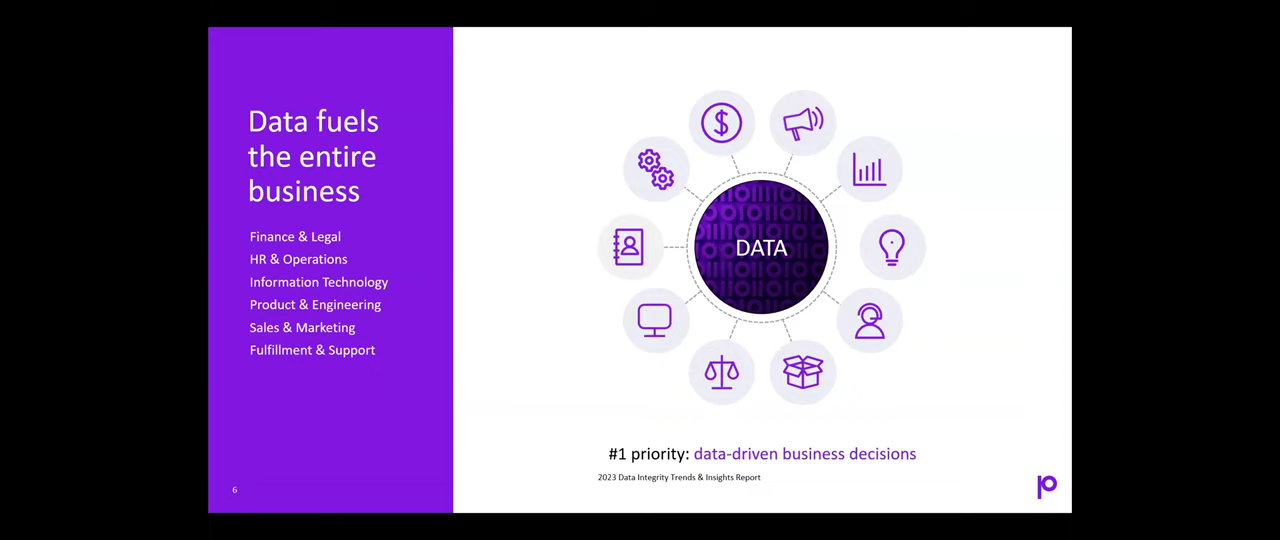 Data fuels
the entire
business
Finance & Legal
HR & Operations
Information Technology
Product & Engineering
Sales & Marketing
Fulfillment & Support
6
$
DATA
#1 priority: data-driven business decisions
2023 Data Integrity Trends & Insights Report
p